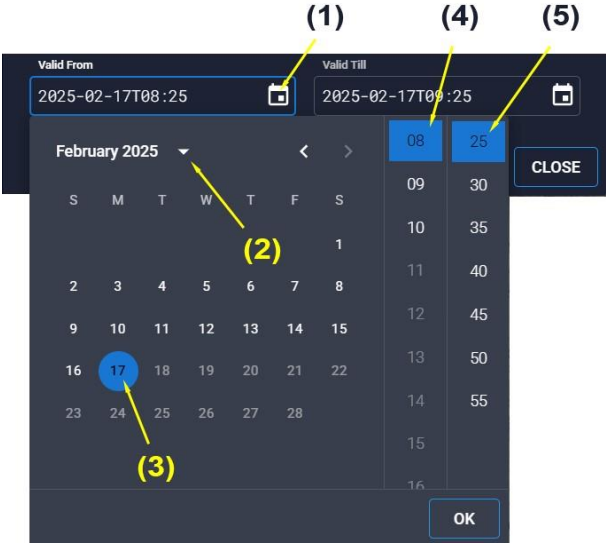 (1) (4) (5)
Valid From Valid Till
2025-02-17T08:25 2025-02-17T09:25
February 2025 08 25
CLOSE
09 30
S M T W T F S
(2) 10 35
1
11 40
2 3 4 5 6 7 8
12 45
9 10 11 12 13 14 15
13 50
16 17 18 19 20 21 22
14 55
23 24 25 26 27 28
15
(3)
16
OK